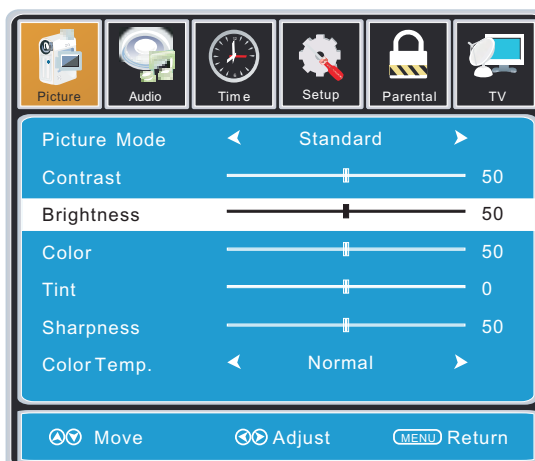 Picture Audio Time Setup Parental TV
Picture Mode Standard
Contrast 50
Brightness 50
Color 50
Tint 0
Sharpness 50
Color Temp. Normal
Move Adjust MENU Return